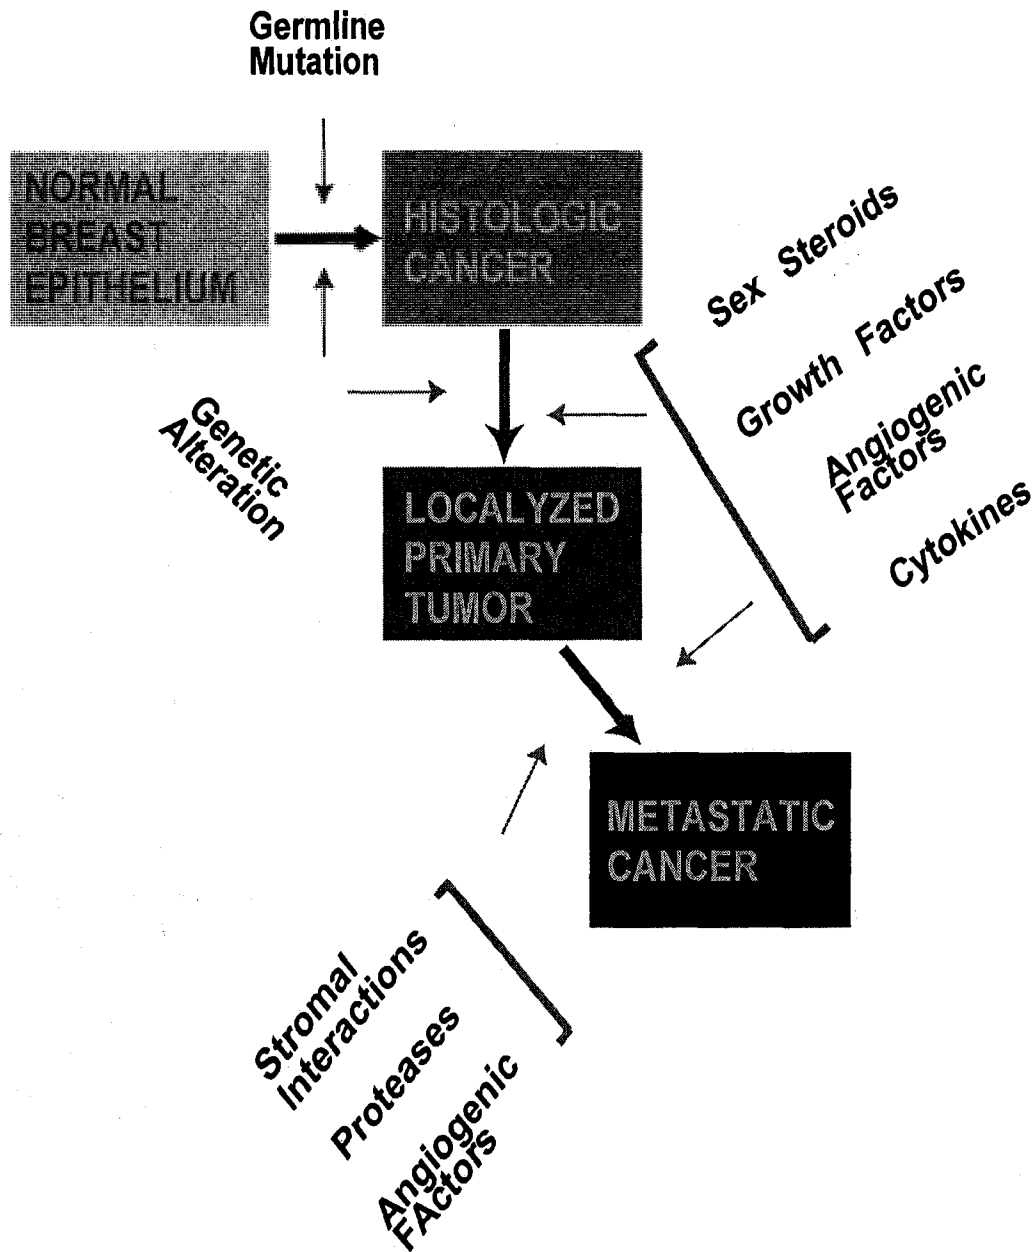 Germline
Mutation
NORMAL
BREAST
EPITHELIUM
HISTOLOGIC
CANCER
Sex Steroids
Growth Factors
Angiogenic
Factors
Cytokines
Genetic
Alteration
LOCALYZED
PRIMARY
TUMOR
METASTATIC
CANCER
Stromal
Interactions
Proteases
Angiogenic
FActors